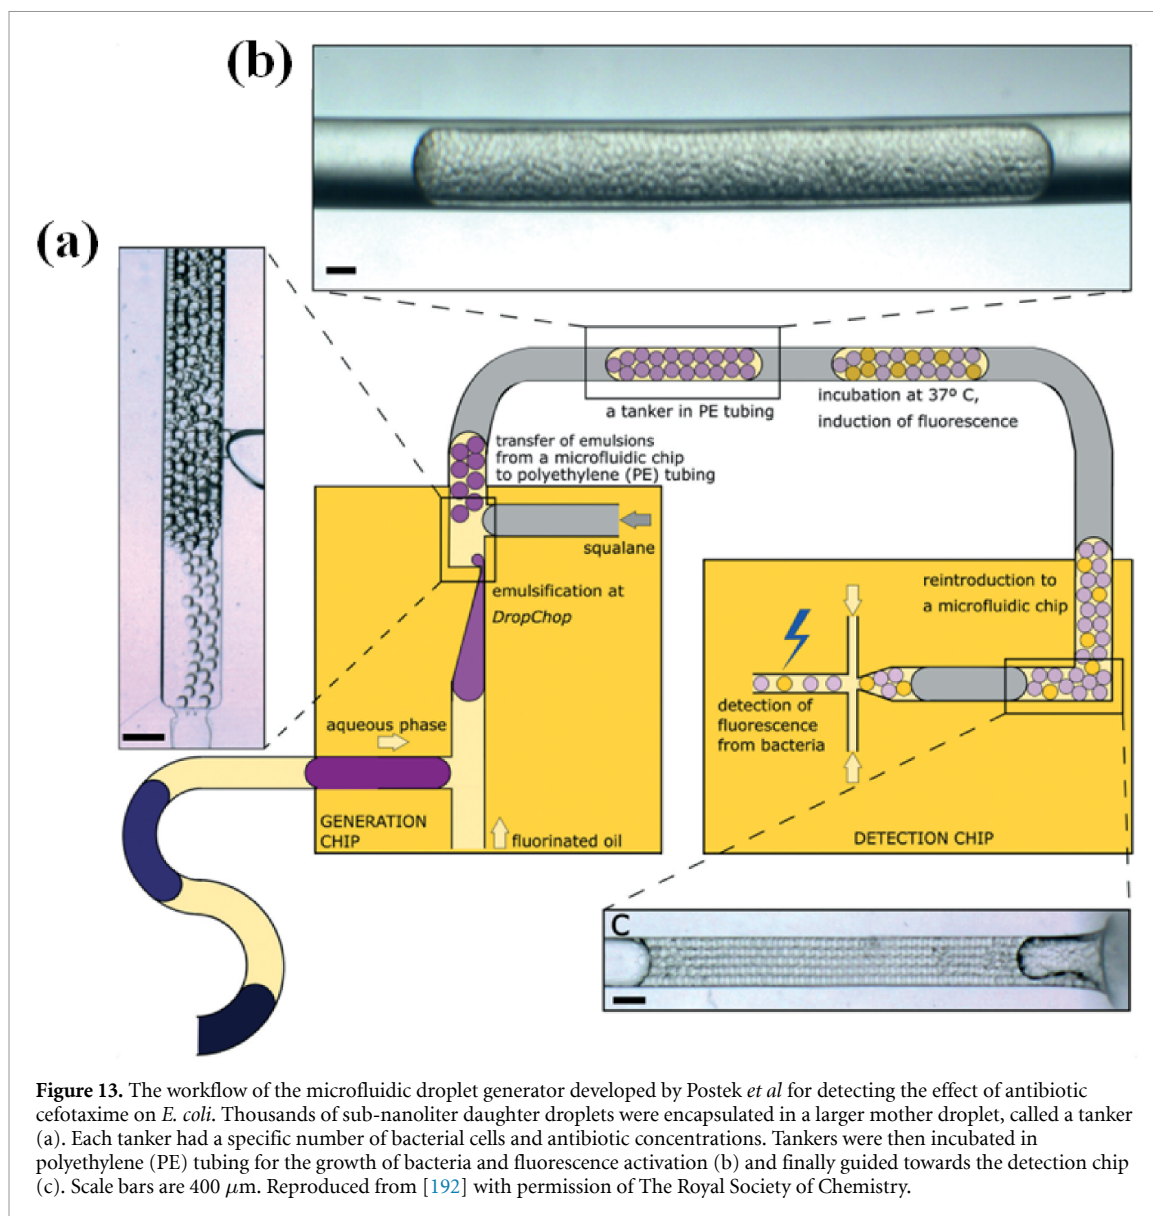 (b)
(a)
a tanker in PE tubing
incubation at 37º C,
induction of fluorescence
transfer of emulsions
from a microfluidic chip
to polyethylene (PE) tubing
squalane
emulsification at
DropChop
reintroduction to
a microfluidic chip
detection of
fluorescence
from bacteria
aqueous phase
GENERATION
CHIP
fluorinated oil
DETECTION CHIP
C
Figure 13. The workflow of the microfluidic droplet generator developed by Postek et al for detecting the effect of antibiotic
cefotaxime on E. coli. Thousands of sub-nanoliter daughter droplets were encapsulated in a larger mother droplet, called a tanker
(a). Each tanker had a specific number of bacterial cells and antibiotic concentrations. Tankers were then incubated in
polyethylene (PE) tubing for the growth of bacteria and fluorescence activation (b) and finally guided towards the detection chip
(c). Scale bars are 400 μm. Reproduced from [192] with permission of The Royal Society of Chemistry.